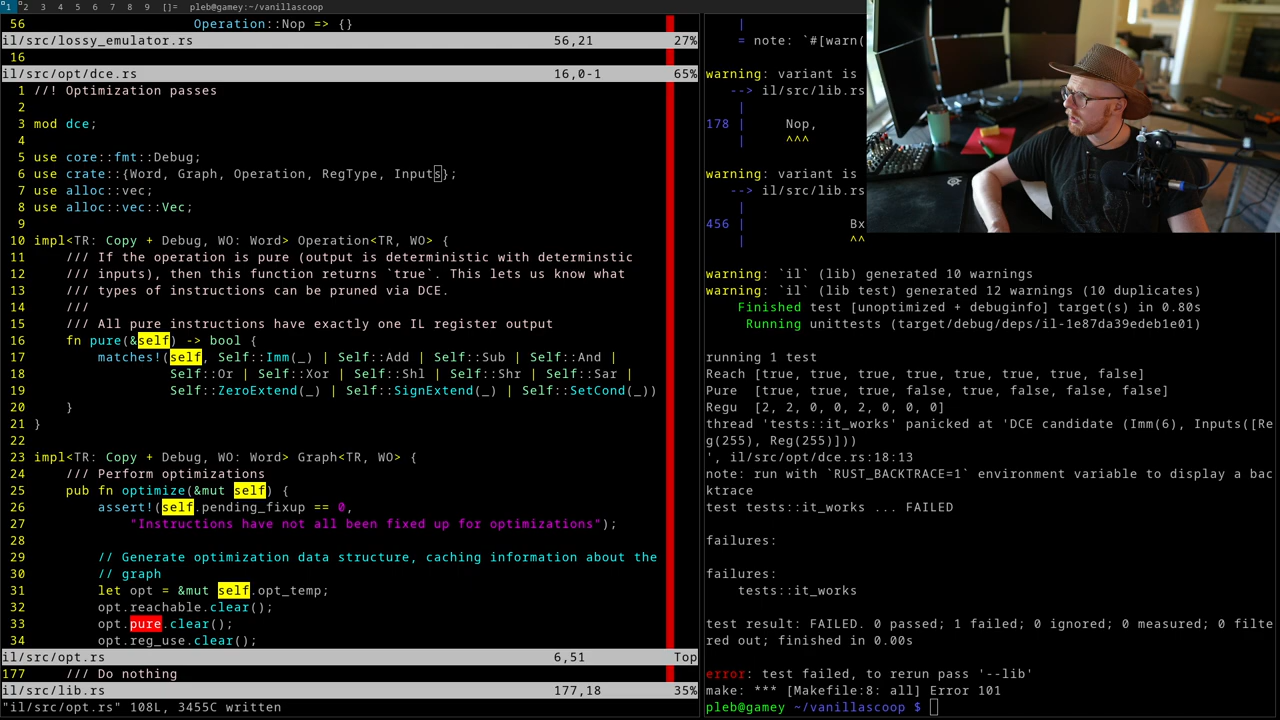 1 2 3 4 5 6 7 8 9 []= pleb@gamey:~/vanillascoop
56                     Operation::Nop => {}
il/src/lossy_emulator.rs 56,21 27%
16
il/src/opt/dce.rs 16,0-1 65%
1 //! Optimization passes
2
3 mod dce;
4
5 use core::fmt::Debug;
6 use crate::{Word, Graph, Operation, RegType, Inputs};
7 use alloc::vec;
8 use alloc::vec::Vec;
9
10 impl<TR: Copy + Debug, WO: Word> Operation<TR, WO> {
11     /// If the operation is pure (output is deterministic with determinstic
12     /// inputs), then this function returns `true`. This lets us know what
13     /// types of instructions can be pruned via DCE.
14     ///
15     /// All pure instructions have exactly one IL register output
16     fn pure(&self) -> bool {
17         matches!(self, Self::Imm(_) | Self::Add | Self::Sub | Self::And |
18                  Self::Or | Self::Xor | Self::Shl | Self::Shr | Self::Sar |
19                  Self::ZeroExtend(_) | Self::SignExtend(_) | Self::SetCond(_))
20     }
21 }
22
23 impl<TR: Copy + Debug, WO: Word> Graph<TR, WO> {
24     /// Perform optimizations
25     pub fn optimize(&mut self) {
26         assert!(self.pending_fixup == 0,
27             "Instructions have not all been fixed up for optimizations");
28
29         // Generate optimization data structure, caching information about the
30         // graph
31         let opt = &mut self.opt_temp;
32         opt.reachable.clear();
33         opt.pure.clear();
34         opt.reg_use.clear();
il/src/opt.rs 6,51 Top
177     /// Do nothing
il/src/lib.rs 177,18 35%
"il/src/opt.rs" 108L, 3455C written
|
= note: `#[warn(
warning: variant is
--> il/src/lib.rs
|
178 |     Nop,
|     ^^^
warning: variant is
--> il/src/lib.rs
|
456 |             Bx
|             ^^
warning: `il` (lib) generated 10 warnings
warning: `il` (lib test) generated 12 warnings (10 duplicates)
Finished test [unoptimized + debuginfo] target(s) in 0.80s
Running unittests (target/debug/deps/il-1e87da39edeb1e01)
running 1 test
Reach [true, true, true, true, true, true, true, false]
Pure  [true, true, true, false, true, true, false, false]
Regu  [2, 2, 0, 0, 2, 0, 0, 0]
thread 'tests::it_works' panicked at 'DCE candidate (Imm(6), Inputs([Re
g(255), Reg(255)]))
', il/src/opt/dce.rs:18:13
note: run with `RUST_BACKTRACE=1` environment variable to display a bac
ktrace
test tests::it_works ... FAILED
failures:
failures:
    tests::it_works
test result: FAILED. 0 passed; 1 failed; 0 ignored; 0 measured; 0 filte
red out; finished in 0.00s
error: test failed, to rerun pass '--lib'
make: *** [Makefile:8: all] Error 101
pleb@gamey ~/vanillascoop $